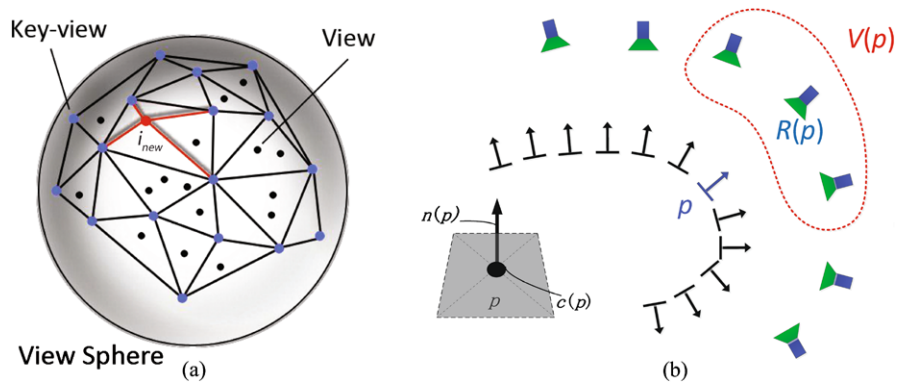 Key-view
View
i_new
View Sphere
(a)
V(p)
R(p)
p
n(p)
c(p)
p
(b)